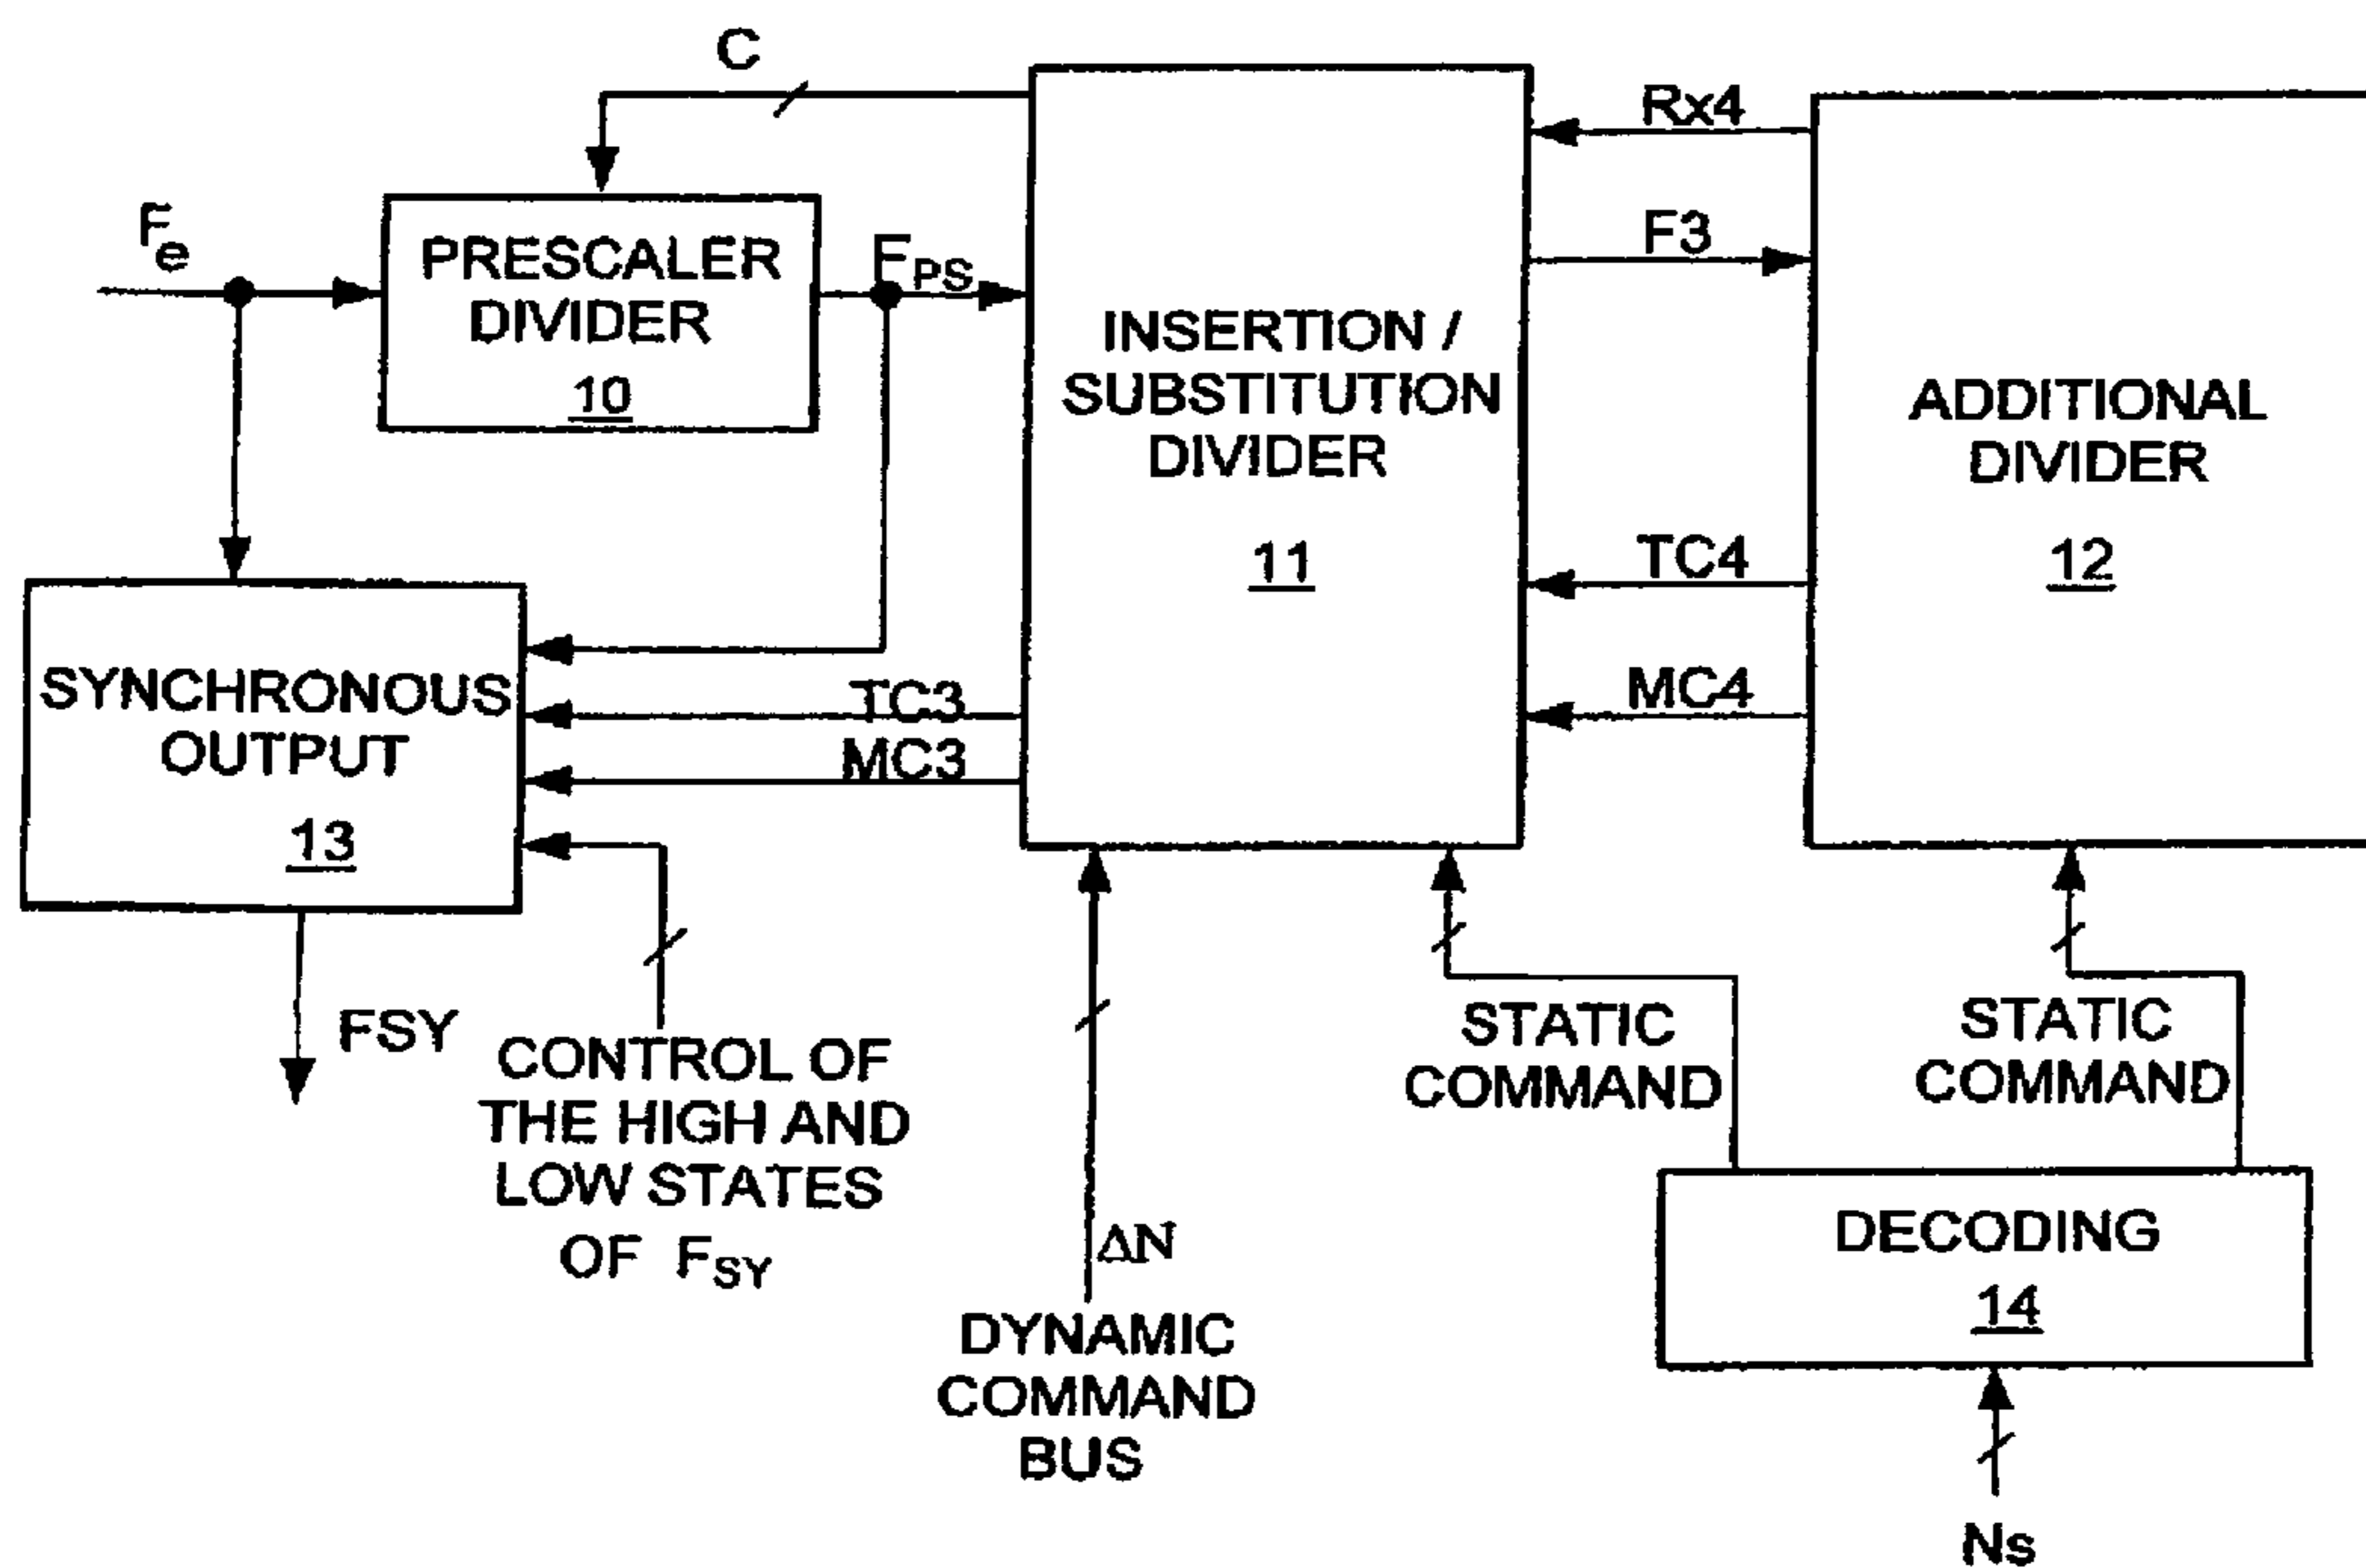 C
Fe
PRESCALER
DIVIDER
10
FPS
INSERTION /
SUBSTITUTION
DIVIDER
11
Rx4
F3
TC4
MC4
ADDITIONAL
DIVIDER
12
SYNCHRONOUS
OUTPUT
13
TC3
MC3
FSY
CONTROL OF
THE HIGH AND
LOW STATES
OF FSY
ΔN
DYNAMIC
COMMAND
BUS
STATIC
COMMAND
STATIC
COMMAND
DECODING
14
Ns